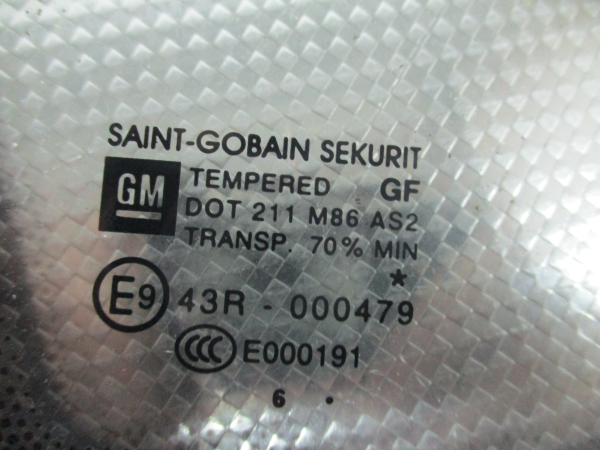 SAINT-GOBAIN SEKURIT
GM TEMPERED GF
DOT 211 M86 AS2
TRANSP. 70% MIN
*
E9 43R - 000479
CCC E000191
6 .